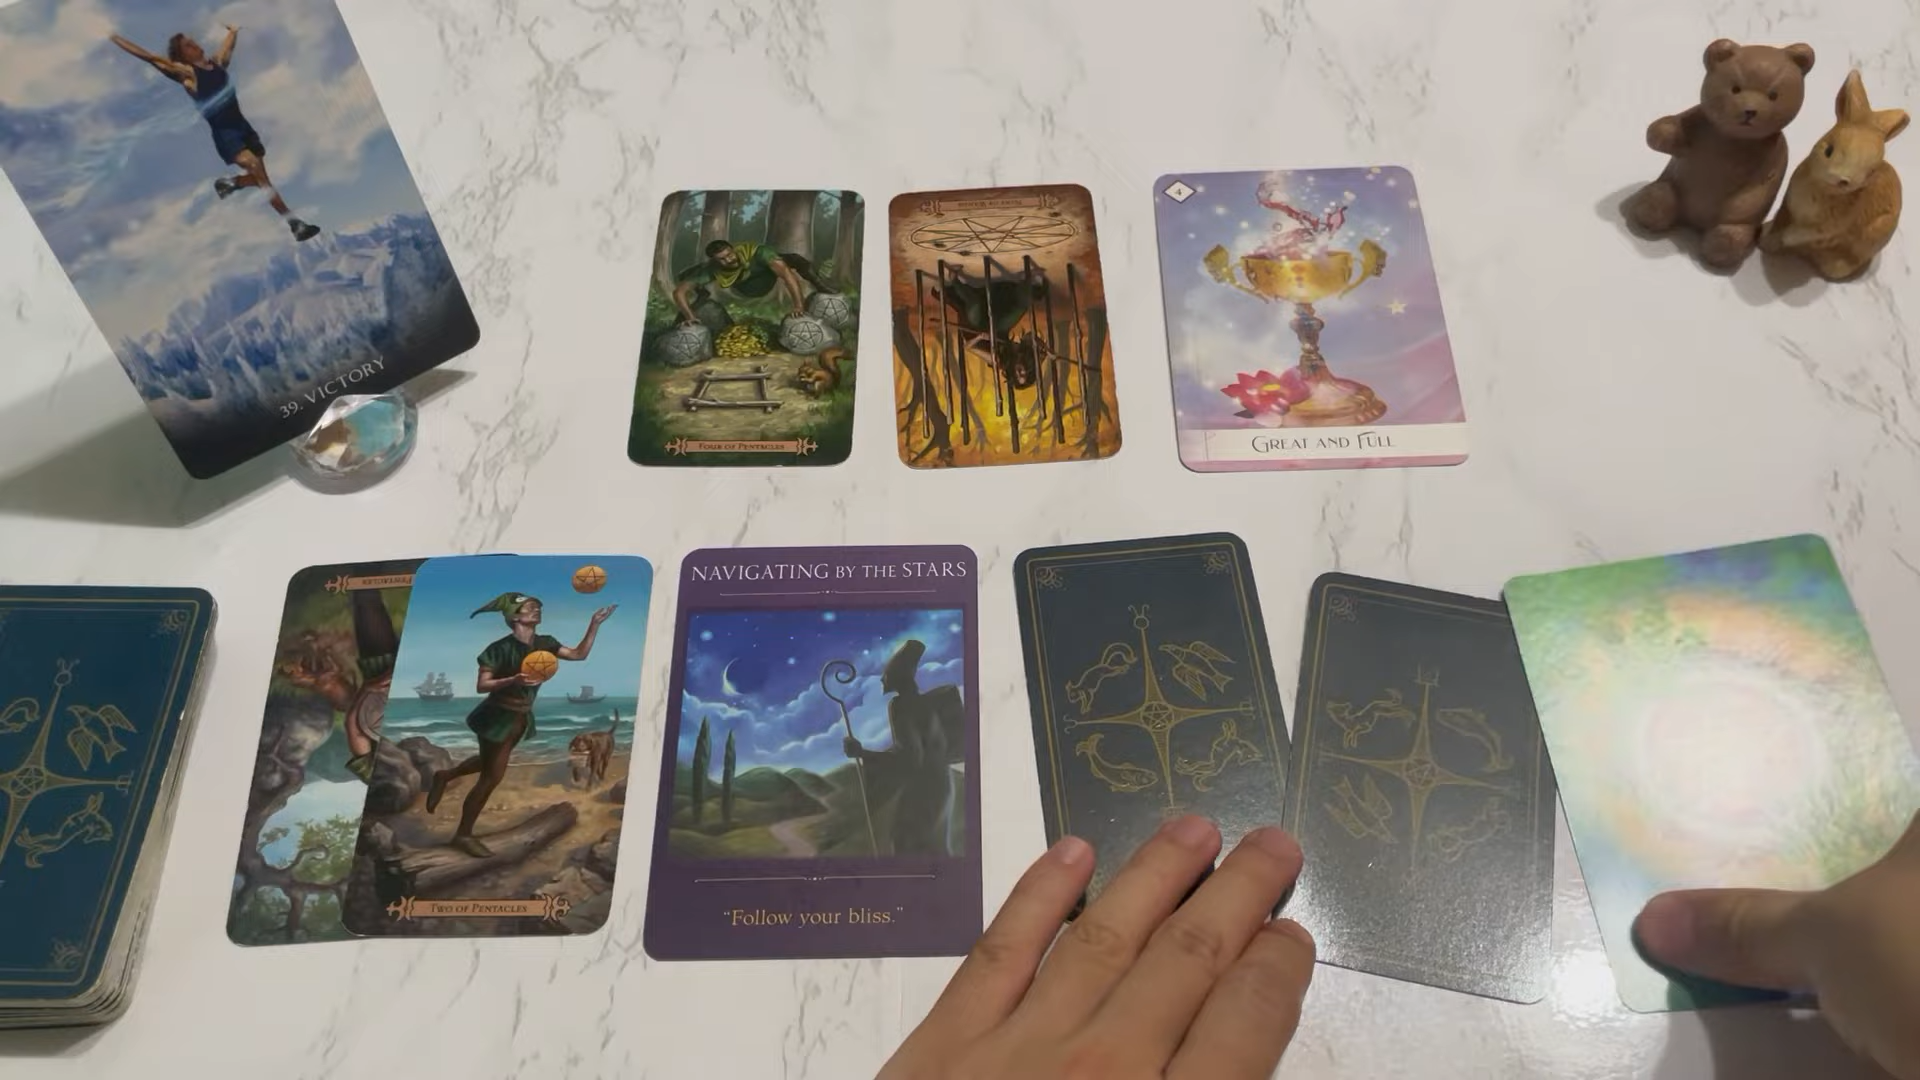 39. VICTORY
FOUR OF PENTACLES
4
GREAT AND FULL
PENTACLES
TWO OF PENTACLES
NAVIGATING BY THE STARS
"Follow your bliss."